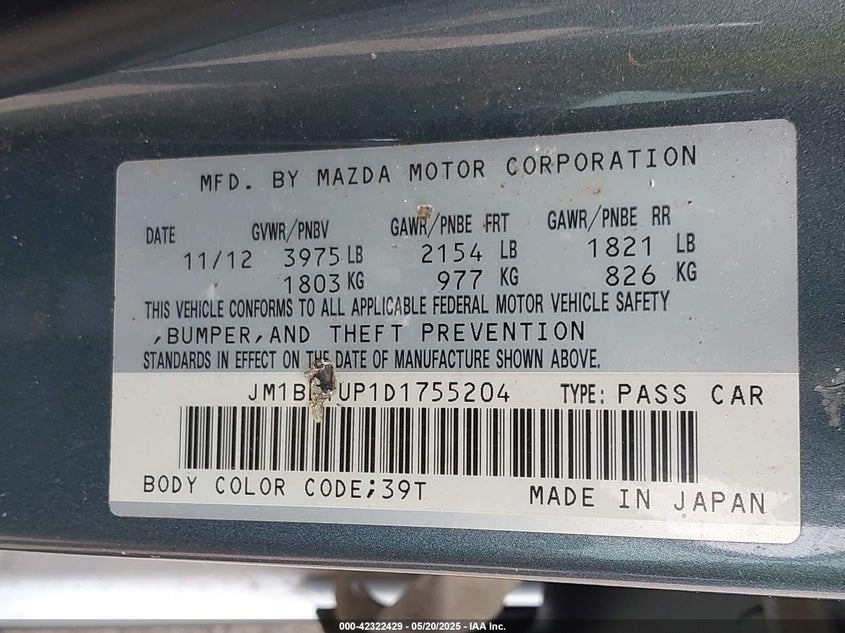 MFD. BY MAZDA MOTOR CORPORATION
DATE GVWR/PNBV GAWR/PNBE FRT GAWR/PNBE RR
11/12 3975 LB 2154 LB 1821 LB
1803 KG 977 KG 826 KG
THIS VEHICLE CONFORMS TO ALL APPLICABLE FEDERAL MOTOR VEHICLE SAFETY
,BUMPER,AND THEFT PREVENTION
STANDARDS IN EFFECT ON THE DATE OF MANUFACTURE SHOWN ABOVE.
TYPE: PASS CAR
BODY COLOR CODE;39T MADE IN JAPAN
000-42322429 - 05/20/2025 - IAA Inc.